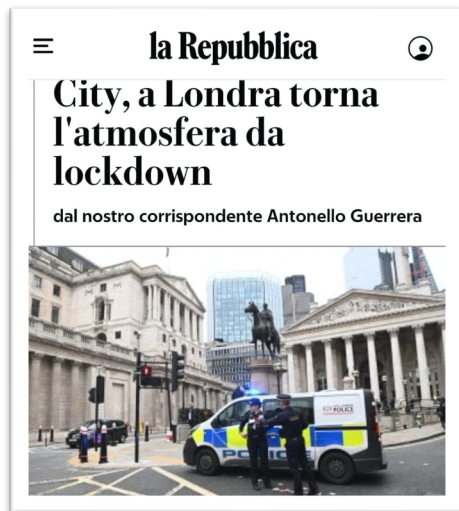 la Repubblica
City, a Londra torna
l'atmosfera da
lockdown
dal nostro corrispondente Antonello Guerrera
POLICE
POLICE